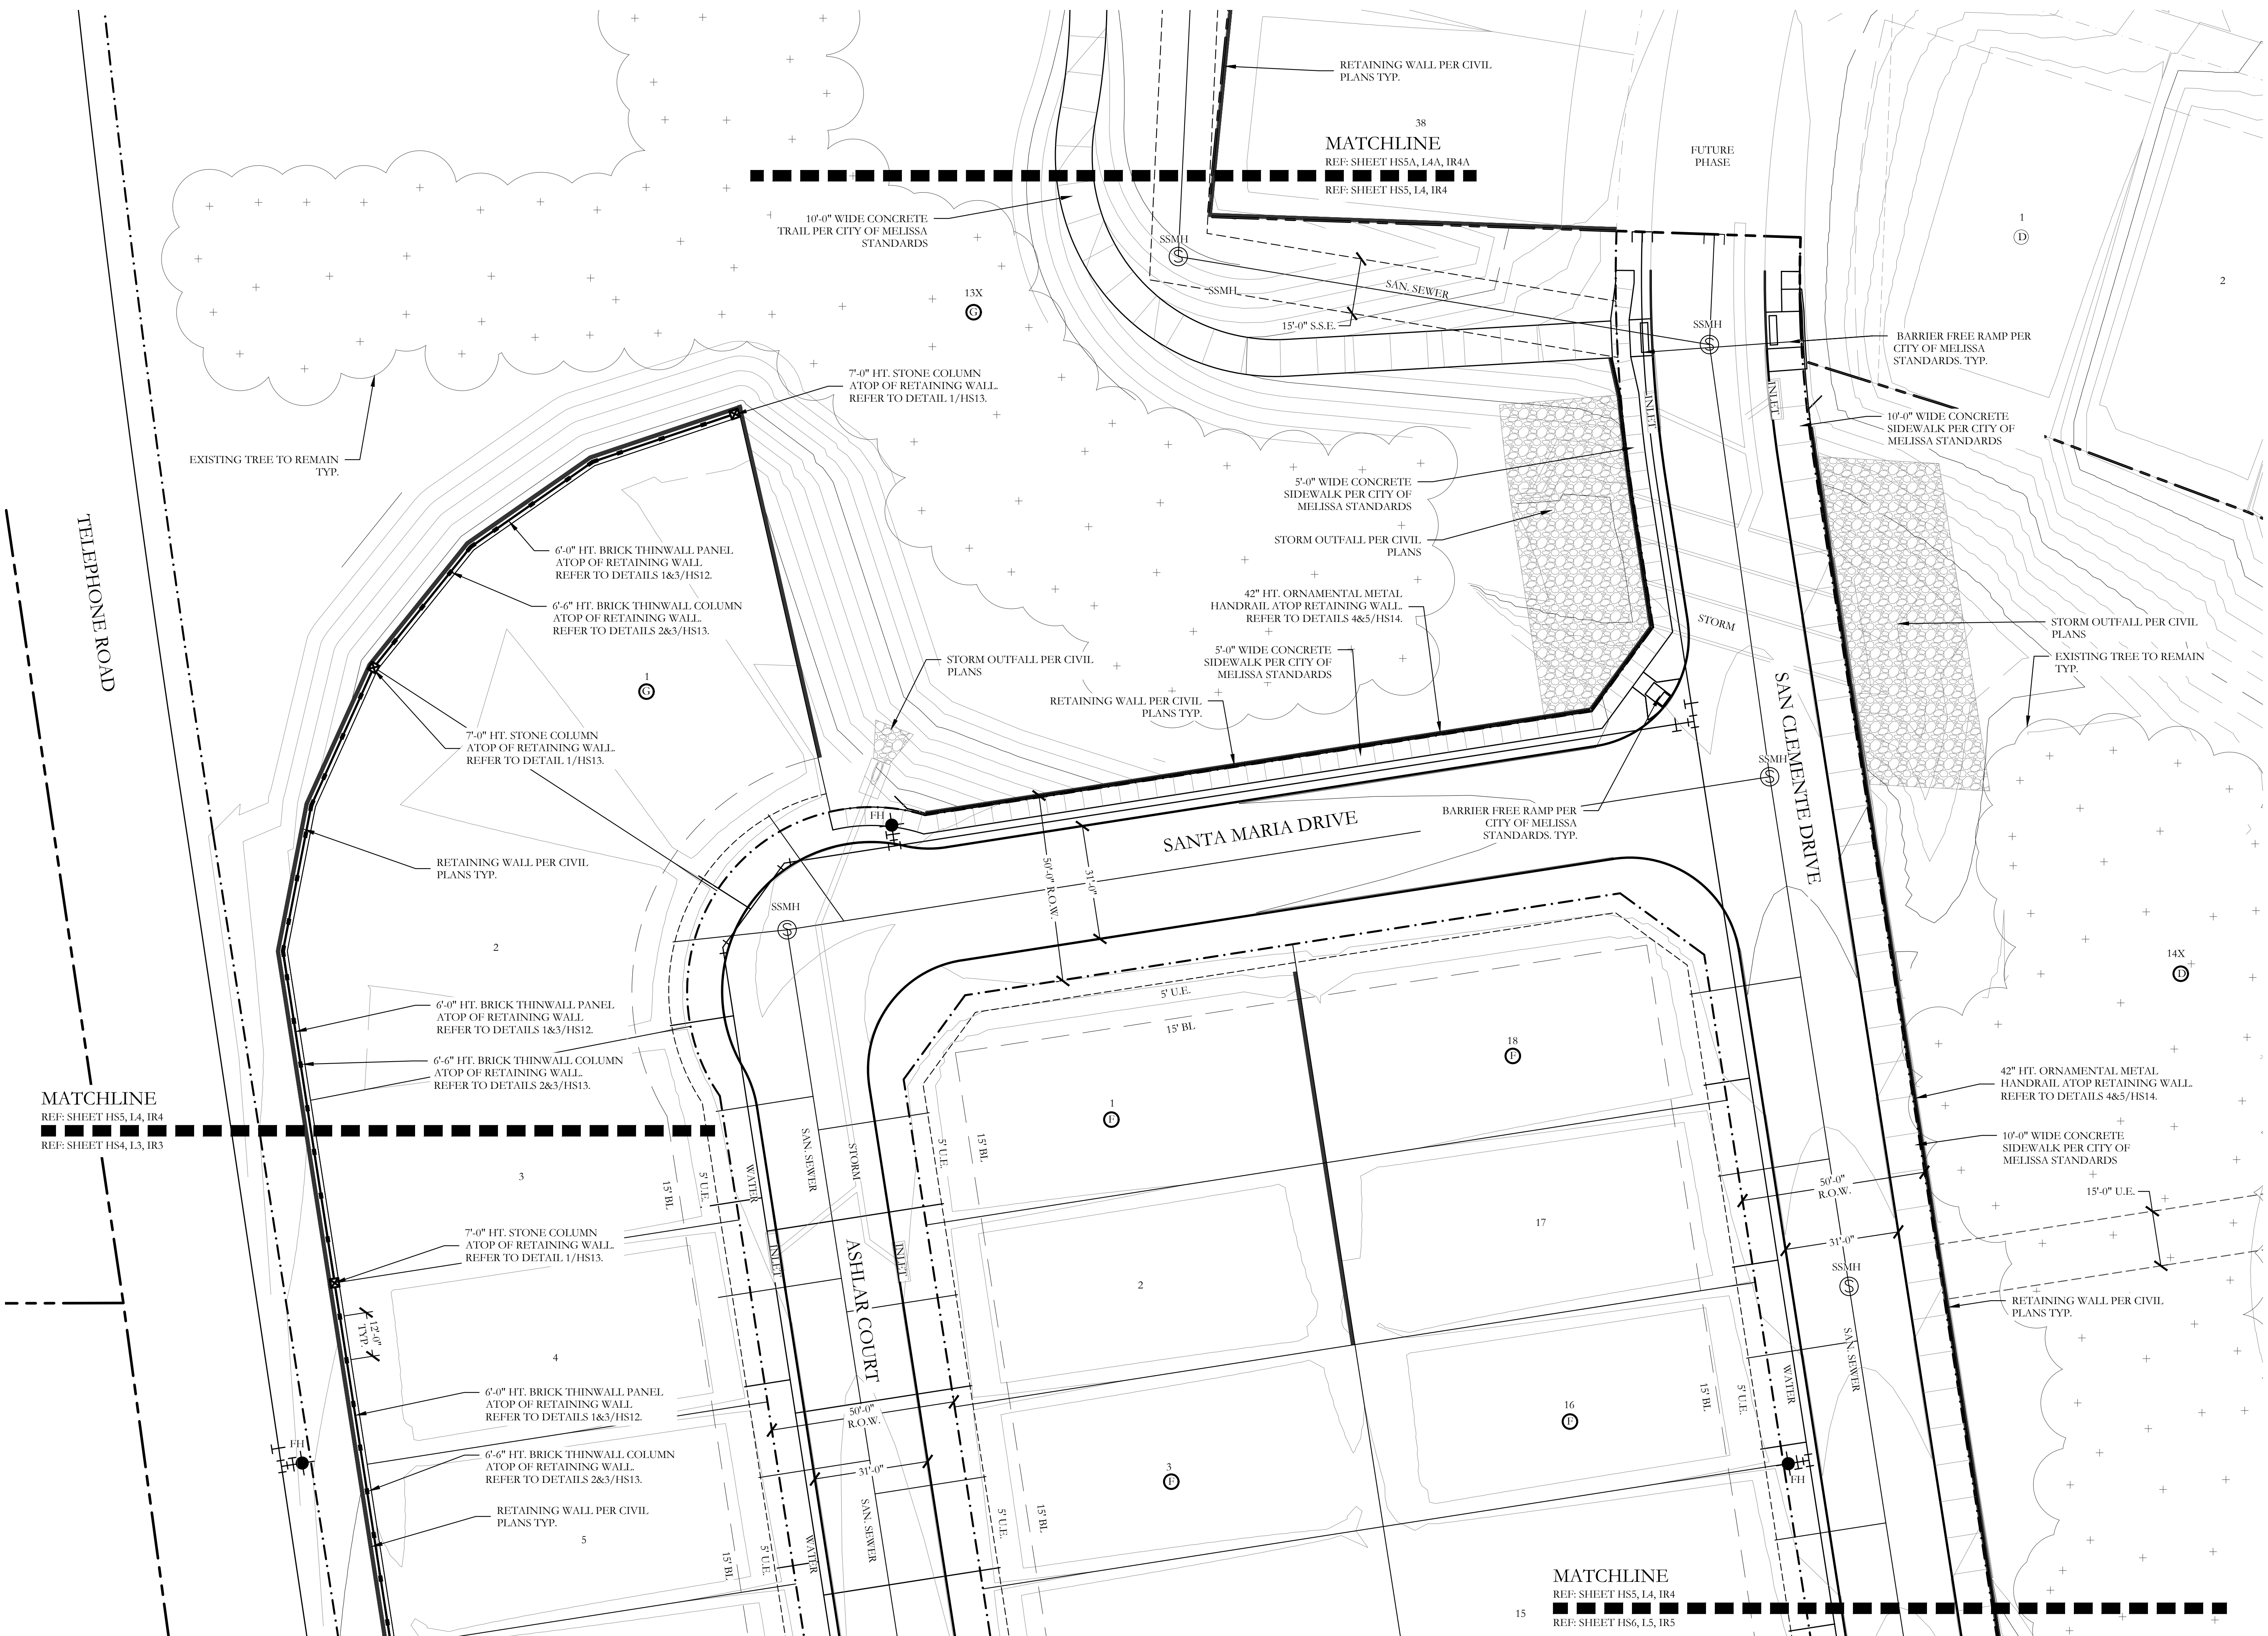 RETAINING WALL PER CIVIL
PLANS TYP.
38
MATCHLINE
REF: SHEET HS5A, L4A, IR4A
REF: SHEET HS5, L4, IR4
FUTURE
PHASE
1
D
2
10'-0" WIDE CONCRETE
TRAIL PER CITY OF MELISSA
STANDARDS
SSMH
SSMH
SAN. SEWER
15'-0" S.S.E.
13X
G
SSMH
BARRIER FREE RAMP PER
CITY OF MELISSA
STANDARDS. TYP.
INLET
INLET
10'-0" WIDE CONCRETE
SIDEWALK PER CITY OF
MELISSA STANDARDS
7'-0" HT. STONE COLUMN
ATOP OF RETAINING WALL.
REFER TO DETAIL 1/HS13.
EXISTING TREE TO REMAIN
TYP.
TELEPHONE ROAD
5'-0" WIDE CONCRETE
SIDEWALK PER CITY OF
MELISSA STANDARDS
STORM OUTFALL PER CIVIL
PLANS
6'-0" HT. BRICK THINWALL PANEL
ATOP OF RETAINING WALL
REFER TO DETAILS 1&3/HS12.
6'-6" HT. BRICK THINWALL COLUMN
ATOP OF RETAINING WALL.
REFER TO DETAILS 2&3/HS13.
42" HT. ORNAMENTAL METAL
HANDRAIL ATOP RETAINING WALL.
REFER TO DETAILS 4&5/HS14.
5'-0" WIDE CONCRETE
SIDEWALK PER CITY OF
MELISSA STANDARDS
STORM
STORM OUTFALL PER CIVIL
PLANS
EXISTING TREE TO REMAIN
TYP.
STORM OUTFALL PER CIVIL
PLANS
1
G
RETAINING WALL PER CIVIL
PLANS TYP.
7'-0" HT. STONE COLUMN
ATOP OF RETAINING WALL.
REFER TO DETAIL 1/HS13.
SAN CLEMENTE DRIVE
SSMH
FH
BARRIER FREE RAMP PER
CITY OF MELISSA
STANDARDS. TYP.
SANTA MARIA DRIVE
50'-0" R.O.W.
31'-0"
RETAINING WALL PER CIVIL
PLANS TYP.
SSMH
2
14X
D
5' U.E.
15' BL
6'-0" HT. BRICK THINWALL PANEL
ATOP OF RETAINING WALL
REFER TO DETAILS 1&3/HS12.
18
F
6'-6" HT. BRICK THINWALL COLUMN
ATOP OF RETAINING WALL.
REFER TO DETAILS 2&3/HS13.
42" HT. ORNAMENTAL METAL
HANDRAIL ATOP RETAINING WALL.
REFER TO DETAILS 4&5/HS14.
MATCHLINE
REF: SHEET HS5, L4, IR4
REF: SHEET HS4, L3, IR3
1
F
10'-0" WIDE CONCRETE
SIDEWALK PER CITY OF
MELISSA STANDARDS
3
15' BL
5' U.E.
WATER
SAN. SEWER
STORM
5' U.E.
15' BL
50'-0"
R.O.W.
15'-0" U.E.
7'-0" HT. STONE COLUMN
ATOP OF RETAINING WALL.
REFER TO DETAIL 1/HS13.
INLET
ASHLAR COURT
INLET
17
31'-0"
SSMH
2
RETAINING WALL PER CIVIL
PLANS TYP.
12'-0"
TYP.
4
6'-0" HT. BRICK THINWALL PANEL
ATOP OF RETAINING WALL
REFER TO DETAILS 1&3/HS12.
50'-0"
R.O.W.
16
F
15' BL
5' U.E.
WATER
SAN. SEWER
FH
6'-6" HT. BRICK THINWALL COLUMN
ATOP OF RETAINING WALL.
REFER TO DETAILS 2&3/HS13.
31'-0"
3
F
FH
RETAINING WALL PER CIVIL
PLANS TYP.
5
15' BL
5' U.E.
WATER
SAN. SEWER
5' U.E.
15' BL
MATCHLINE
REF: SHEET HS5, L4, IR4
15
REF: SHEET HS6, L5, IR5